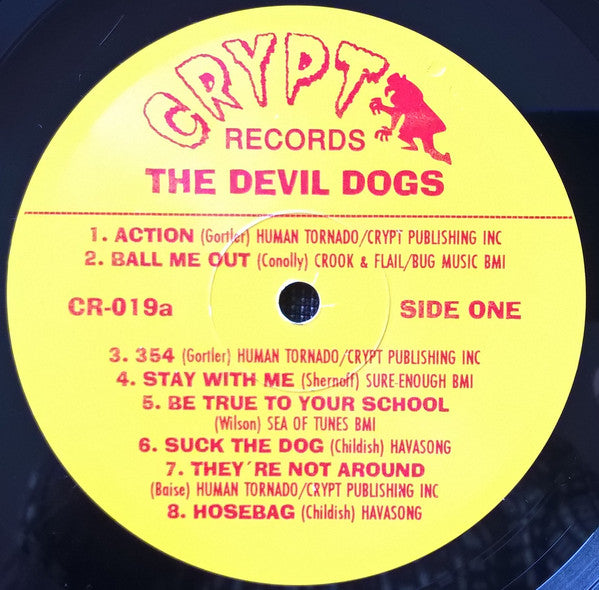 CRYPT
RECORDS
THE DEVIL DOGS
1. ACTION (Gortler) HUMAN TORNADO/CRYPT PUBLISHING INC
2. BALL ME OUT (Conolly) CROOK & FLAIL/BUG MUSIC BMI
CR-019a SIDE ONE
3. 354 (Gortler) HUMAN TORNADO/CRYPT PUBLISHING INC
4. STAY WITH ME (Shernoff) SURE-ENOUGH BMI
5. BE TRUE TO YOUR SCHOOL
(Wilson) SEA OF TUNES BMI
6. SUCK THE DOG (Childish) HAVASONG
7. THEY´RE NOT AROUND
(Baise) HUMAN TORNADO/CRYPT PUBLISHING INC
8. HOSEBAG (Childish) HAVASONG